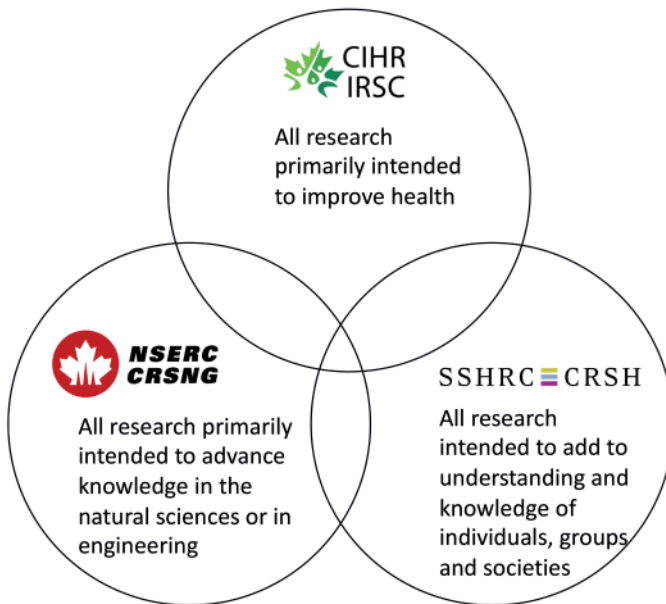 CIHR
IRSC
All research
primarily intended
to improve health
NSERC
CRSNG
All research primarily
intended to advance
knowledge in the
natural sciences or in
engineering
SSHRC CRSH
All research
intended to add to
understanding and
knowledge of
individuals, groups
and societies